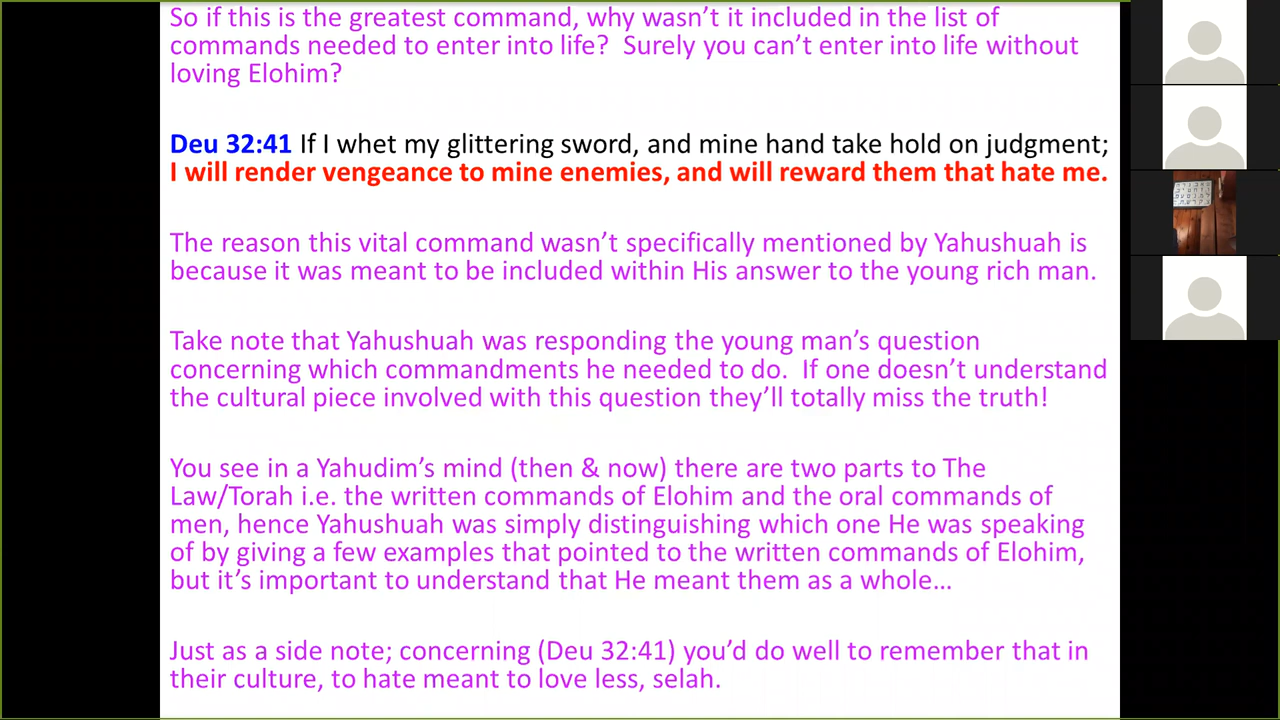 So if this is the greatest command, why wasn't it included in the list of
commands needed to enter into life?  Surely you can't enter into life without
loving Elohim?
Deu 32:41 If I whet my glittering sword, and mine hand take hold on judgment;
I will render vengeance to mine enemies, and will reward them that hate me.
The reason this vital command wasn't specifically mentioned by Yahushuah is
because it was meant to be included within His answer to the young rich man.
Take note that Yahushuah was responding the young man's question
concerning which commandments he needed to do.  If one doesn't understand
the cultural piece involved with this question they'll totally miss the truth!
You see in a Yahudim's mind (then & now) there are two parts to The
Law/Torah i.e. the written commands of Elohim and the oral commands of
men, hence Yahushuah was simply distinguishing which one He was speaking
of by giving a few examples that pointed to the written commands of Elohim,
but it's important to understand that He meant them as a whole…
Just as a side note; concerning (Deu 32:41) you'd do well to remember that in
their culture, to hate meant to love less, selah.